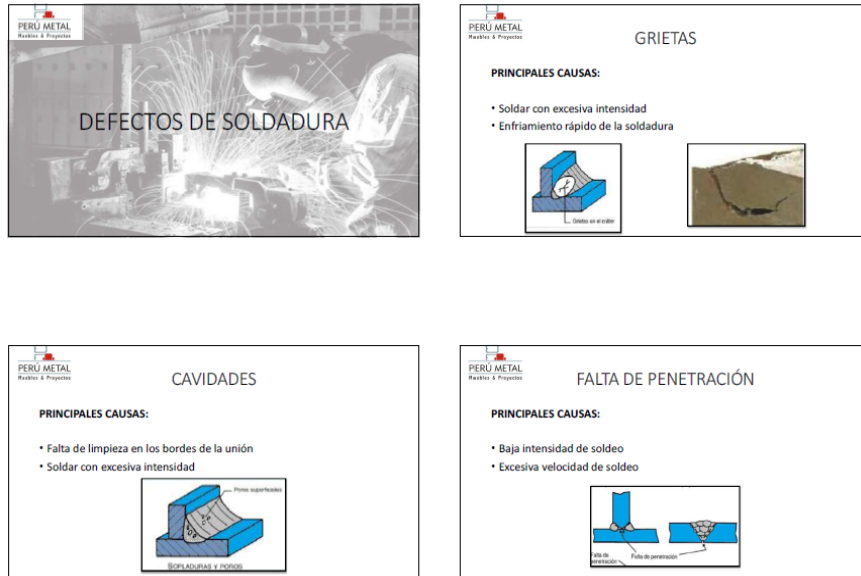 PERÚ METAL
Muebles & Proyectos
DEFECTOS DE SOLDADURA
PERÚ METAL
Muebles & Proyectos
GRIETAS
PRINCIPALES CAUSAS:
• Soldar con excesiva intensidad
• Enfriamiento rápido de la soldadura
Grietas en el cráter
PERÚ METAL
Muebles & Proyectos
CAVIDADES
PRINCIPALES CAUSAS:
• Falta de limpieza en los bordes de la unión
• Soldar con excesiva intensidad
Poros superficiales
SOPLADURAS Y POROS
PERÚ METAL
Muebles & Proyectos
FALTA DE PENETRACIÓN
PRINCIPALES CAUSAS:
• Baja intensidad de soldeo
• Excesiva velocidad de soldeo
Falta de
penetración
Falta de penetración